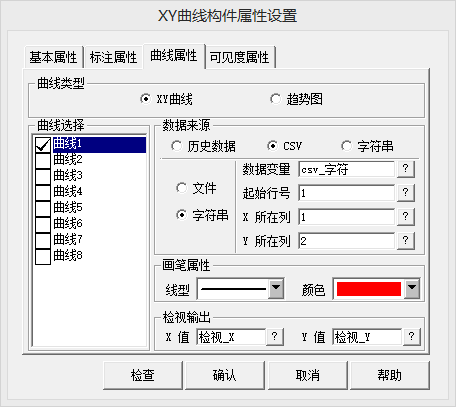 XY曲线构件属性设置
基本属性 标注属性 曲线属性 可见度属性
曲线类型
XY曲线 趋势图
曲线选择
曲线1
曲线2
曲线3
曲线4
曲线5
曲线6
曲线7
曲线8
数据来源
历史数据 CSV 字符串
文件
字符串
数据变量 csv_字符 ?
起始行号 1 ?
X 所在列 1 ?
Y 所在列 2 ?
画笔属性
线型 颜色
检视输出
X 值 检视_X ? Y 值 检视_Y ?
检查 确认 取消 帮助